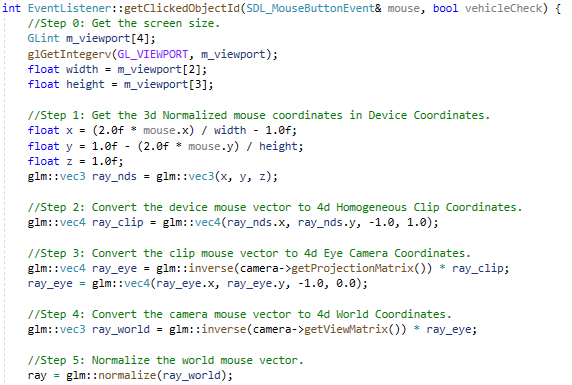 int EventListener::getClickedObjectId(SDL_MouseButtonEvent& mouse, bool vehicleCheck) {
//Step 0: Get the screen size.
GLint m_viewport[4];
glGetIntegerv(GL_VIEWPORT, m_viewport);
float width = m_viewport[2];
float height = m_viewport[3];
//Step 1: Get the 3d Normalized mouse coordinates in Device Coordinates.
float x = (2.0f * mouse.x) / width - 1.0f;
float y = 1.0f - (2.0f * mouse.y) / height;
float z = 1.0f;
glm::vec3 ray_nds = glm::vec3(x, y, z);
//Step 2: Convert the device mouse vector to 4d Homogeneous Clip Coordinates.
glm::vec4 ray_clip = glm::vec4(ray_nds.x, ray_nds.y, -1.0, 1.0);
//Step 3: Convert the clip mouse vector to 4d Eye Camera Coordinates.
glm::vec4 ray_eye = glm::inverse(camera->getProjectionMatrix()) * ray_clip;
ray_eye = glm::vec4(ray_eye.x, ray_eye.y, -1.0, 0.0);
//Step 4: Convert the camera mouse vector to 4d World Coordinates.
glm::vec3 ray_world = glm::inverse(camera->getViewMatrix()) * ray_eye;
//Step 5: Normalize the world mouse vector.
ray = glm::normalize(ray_world);